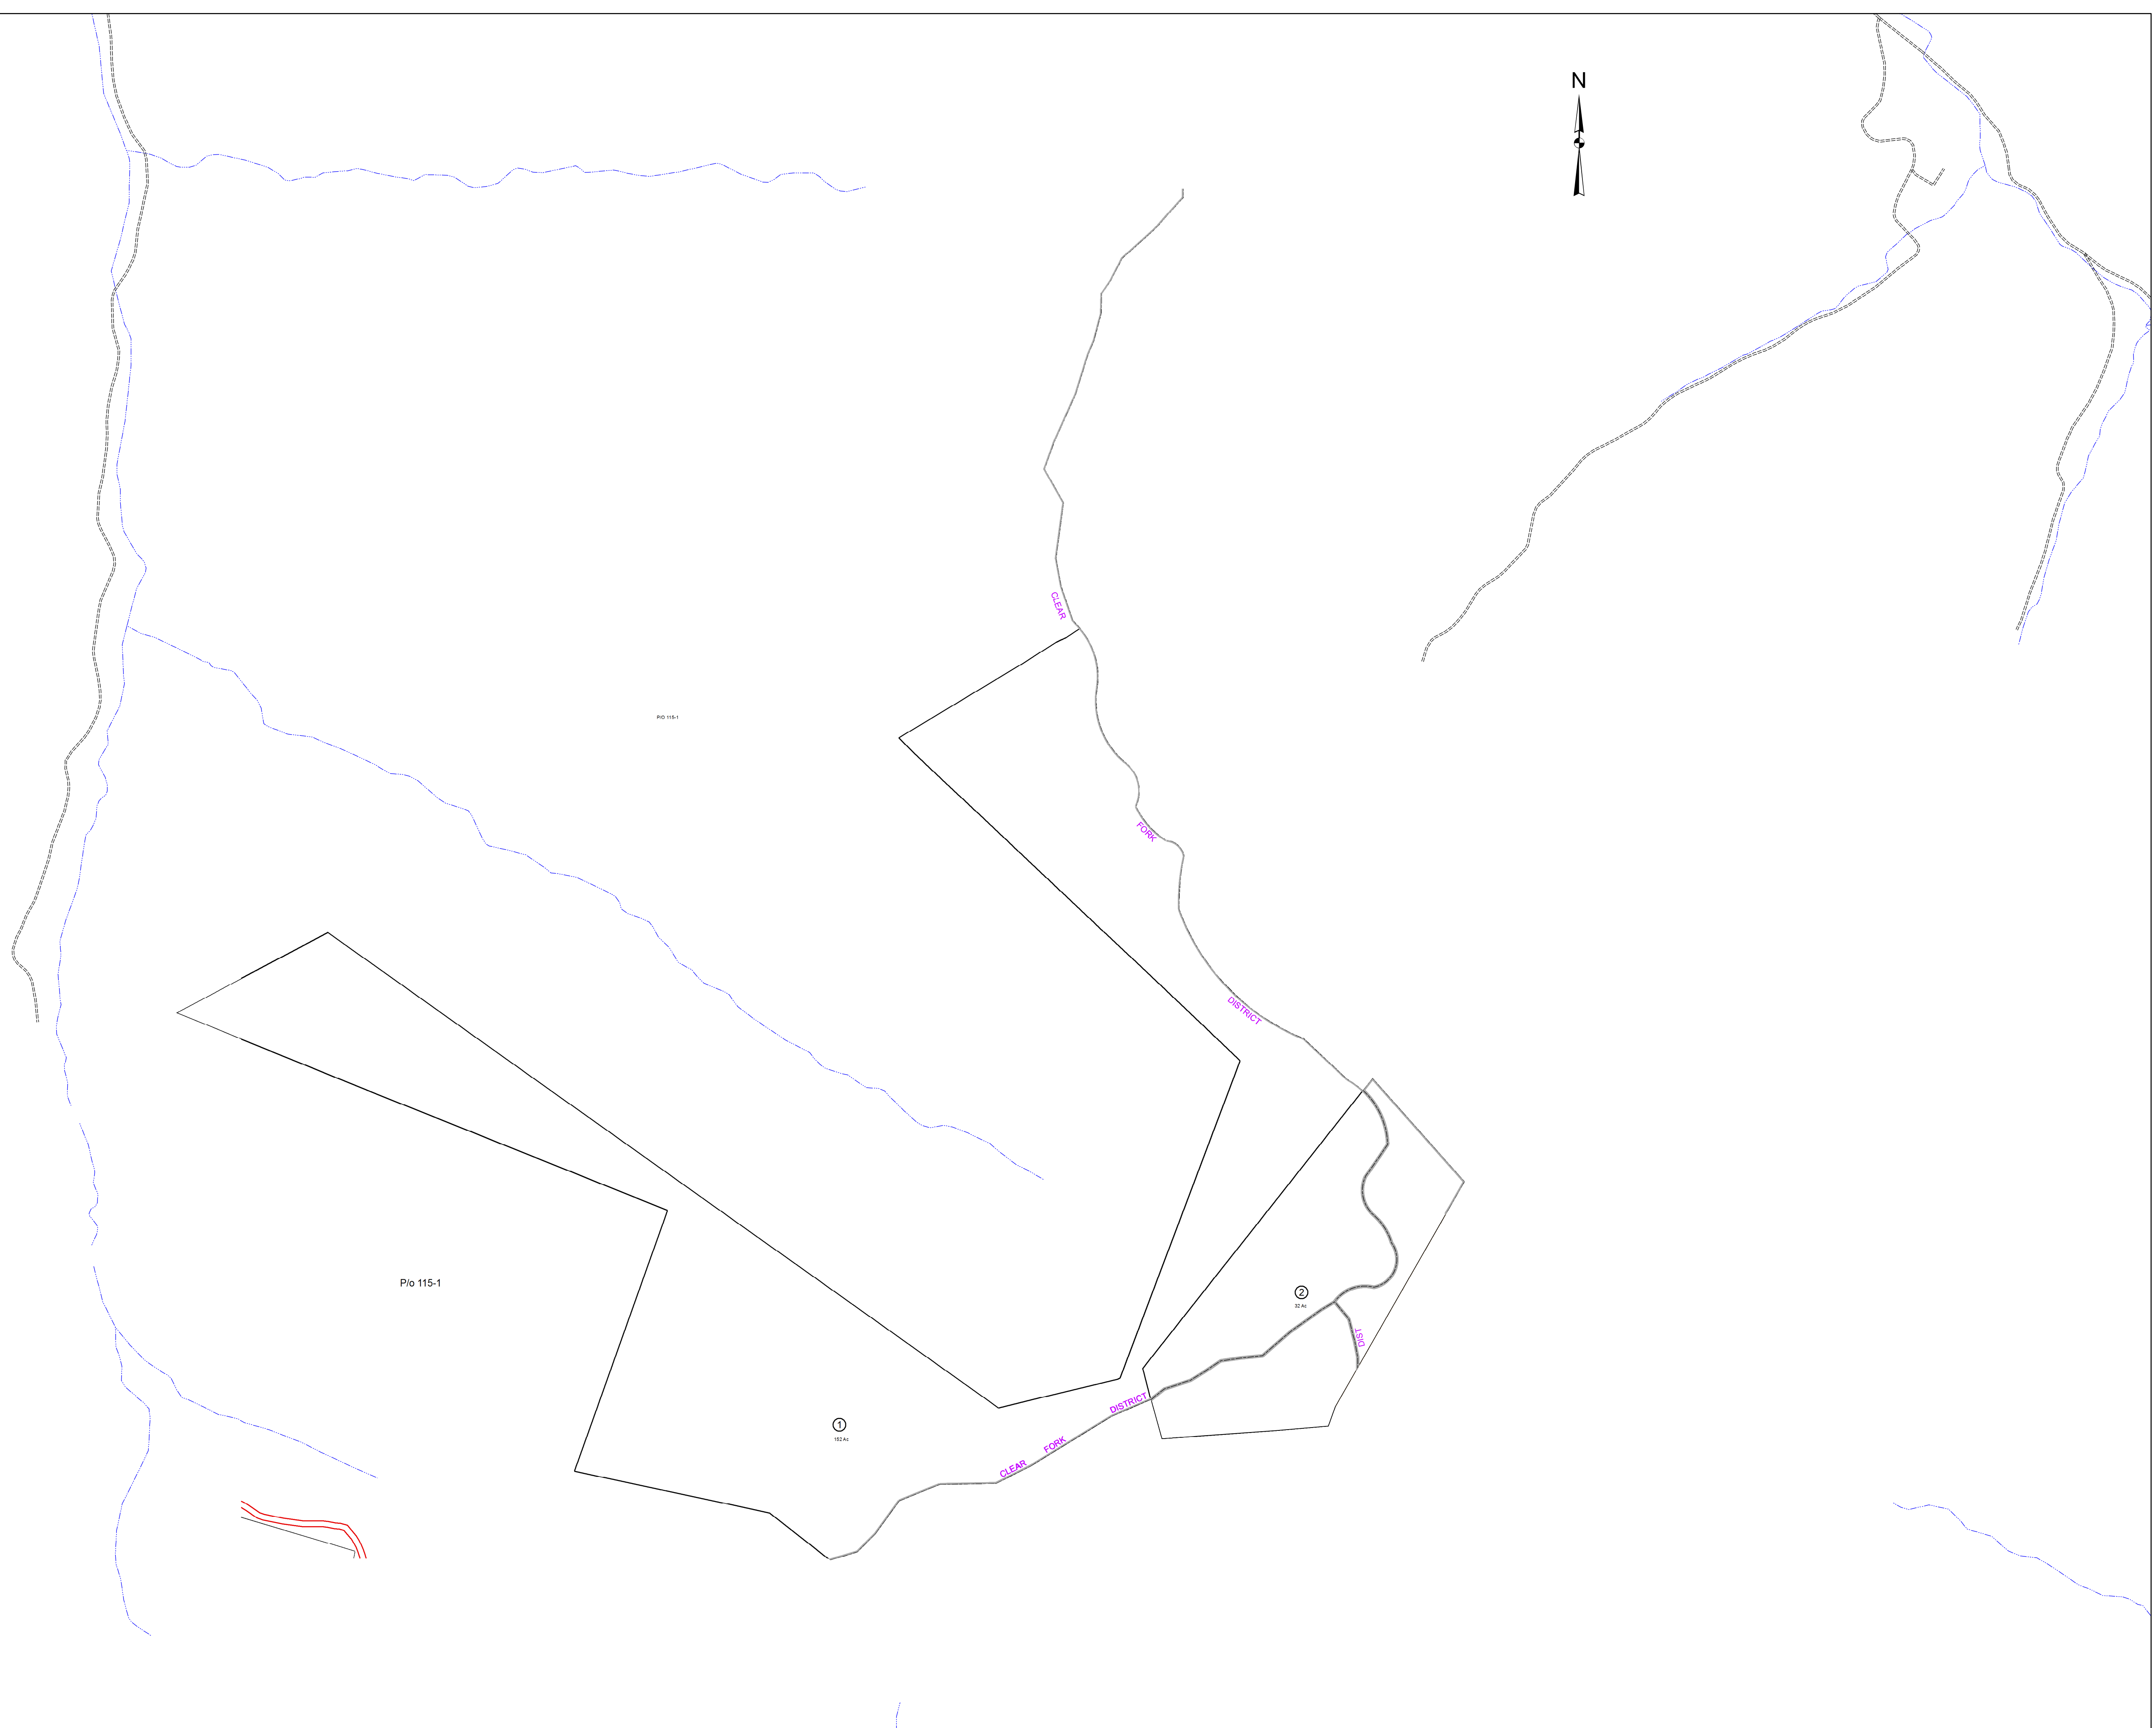 N
CLEAR
P/O 115-1
FORK
DISTRICT
P/o 115-1
2
32 Ac
DIST
DISTRICT
1
152 Ac
FORK
CLEAR